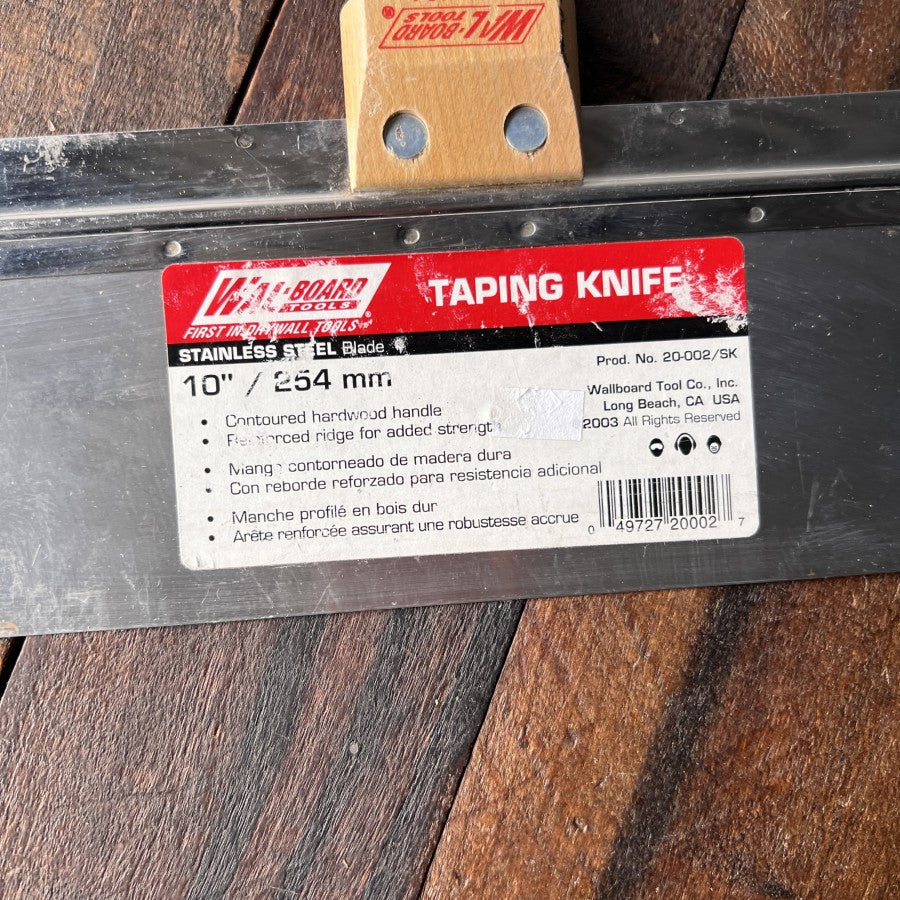 WAL-BOARD
TOOLS
WAL-BOARD
TOOLS
FIRST IN DRYWALL TOOLS
TAPING KNIFE
STAINLESS STEEL Blade
10" / 254 mm
Prod. No. 20-002/SK
Wallboard Tool Co., Inc.
Long Beach, CA USA
2003 All Rights Reserved
• Contoured hardwood handle
• Reinforced ridge for added strength
• Mango contorneado de madera dura
• Con reborde reforzado para resistencia adicional
• Manche profilé en bois dur
• Arête renforcée assurant une robustesse accrue
0 49727 20002 7